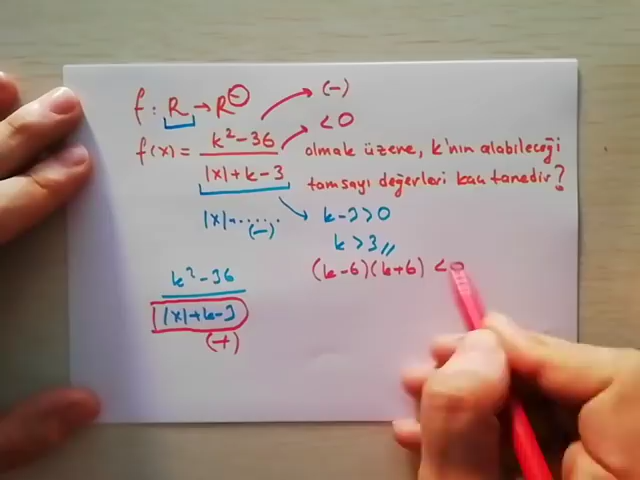 f : R → R⊖ → (-)
f(x) = k²-36 / |x|+k-3 < 0 olmak üzere, k'nın alabileceği
tamsayı değerleri kaç tanedir?
|x|-...... (-)
k-3>0
k>3//
(k-6)(k+6) <0
k²-36
|x|+k-3
(+)